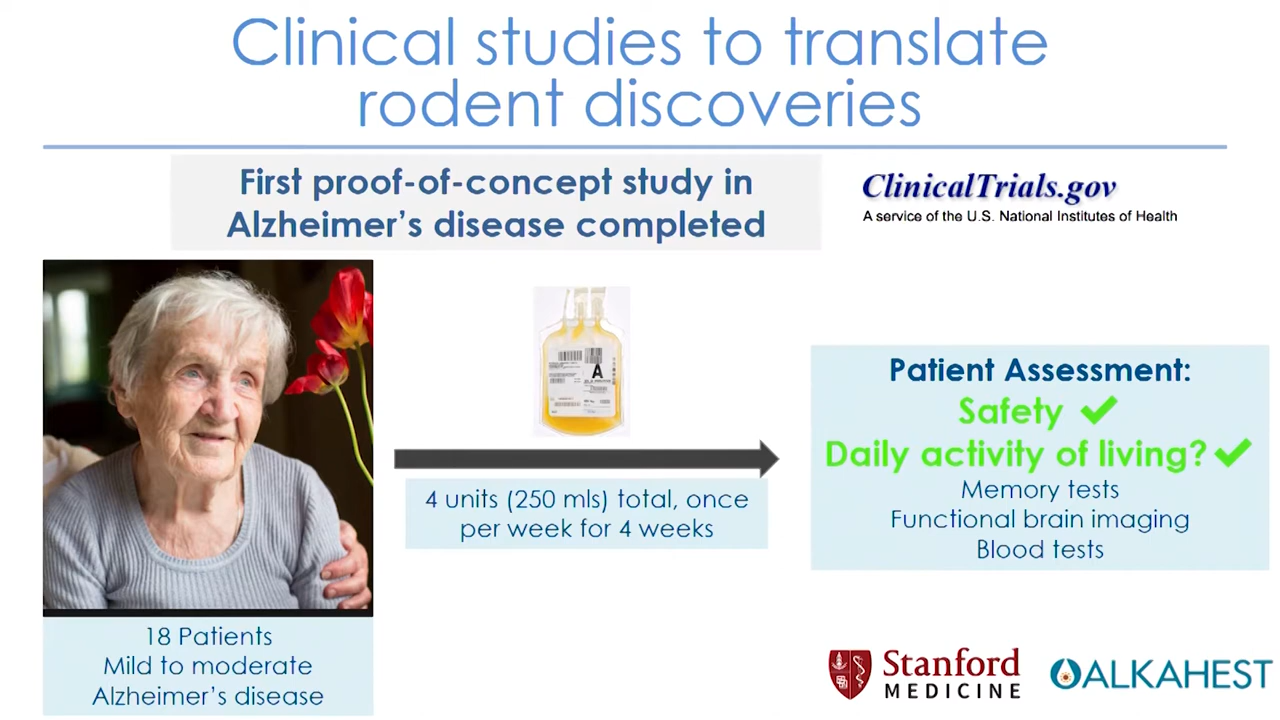 Clinical studies to translate
rodent discoveries
First proof-of-concept study in
Alzheimer's disease completed
ClinicalTrials.gov
A service of the U.S. National Institutes of Health
A
4 units (250 mls) total, once
per week for 4 weeks
Patient Assessment:
Safety ✔
Daily activity of living? ✔
Memory tests
Functional brain imaging
Blood tests
18 Patients
Mild to moderate
Alzheimer's disease
Stanford
MEDICINE
ALKAHEST